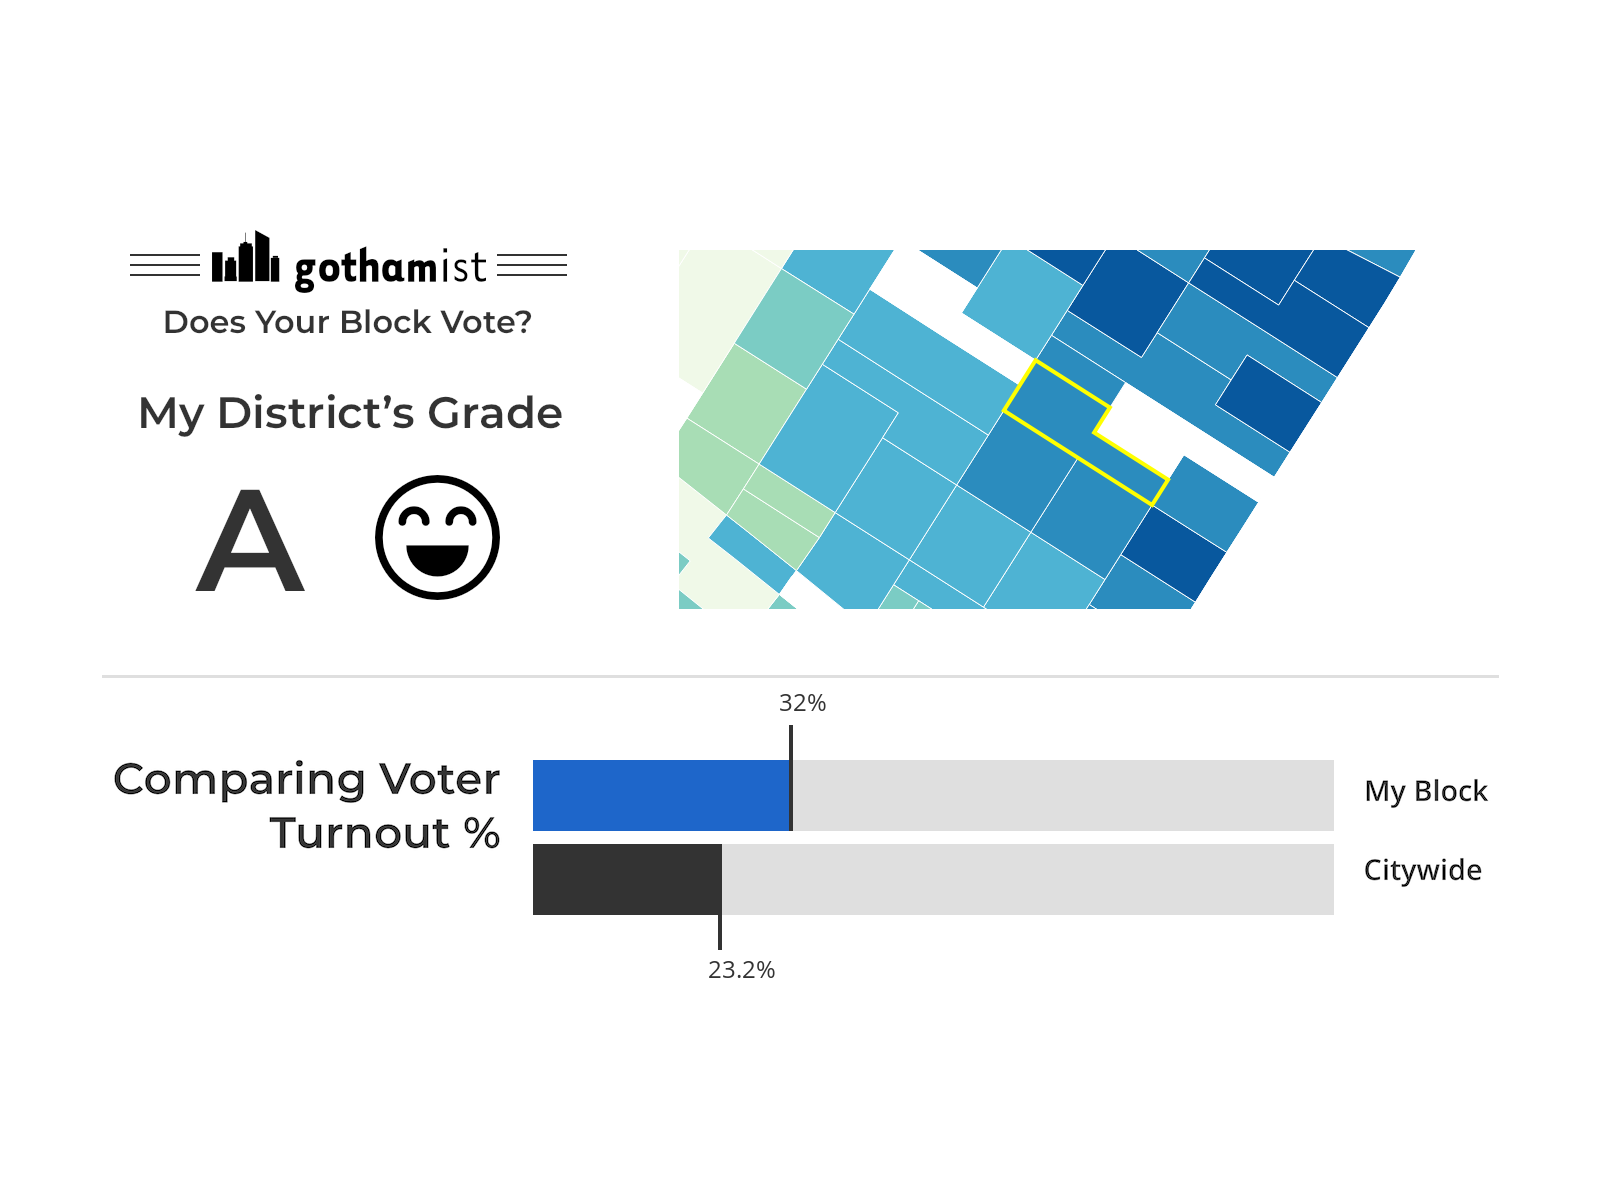 gothamist
Does Your Block Vote?
My District’s Grade
A
32%
Comparing Voter
Turnout %
My Block
Citywide
23.2%